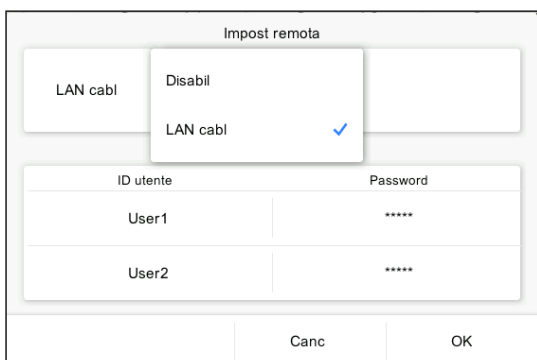 Impost remota
LAN cabl
Disabil
LAN cabl
ID utente Password
User1 *****
User2 *****
Canc OK